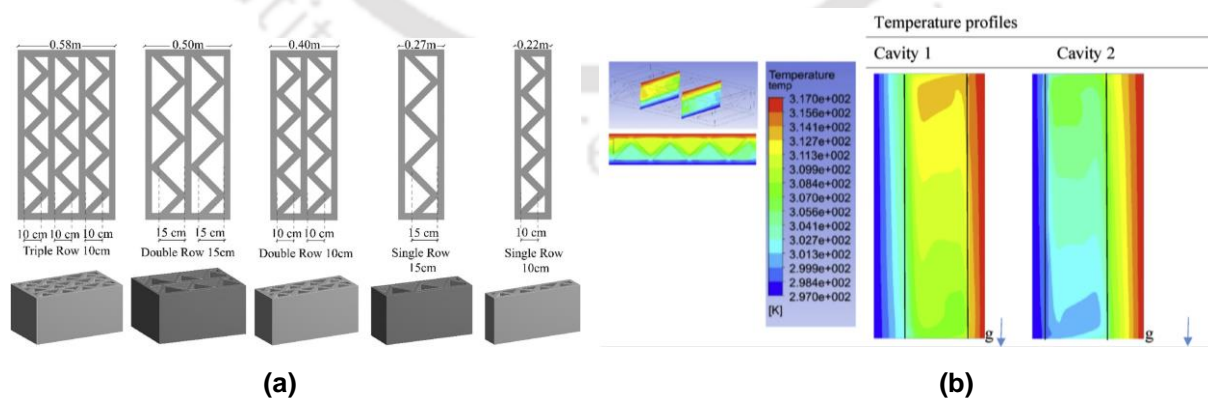 0.58m 0.50m 0.40m 0.27m 0.22m
10 cm 10 cm 10 cm 15 cm 15 cm 10 cm 10 cm 15 cm 10 cm
Triple Row 10cm Double Row 15cm Double Row 10cm Single Row 15cm Single Row 10cm
(a)
Temperature profiles
Cavity 1 Cavity 2
Temperature
temp
3.170e+002
3.156e+002
3.141e+002
3.127e+002
3.113e+002
3.099e+002
3.084e+002
3.070e+002
3.056e+002
3.041e+002
3.027e+002
3.013e+002
2.999e+002
2.984e+002
2.970e+002
[K]
g g
(b)